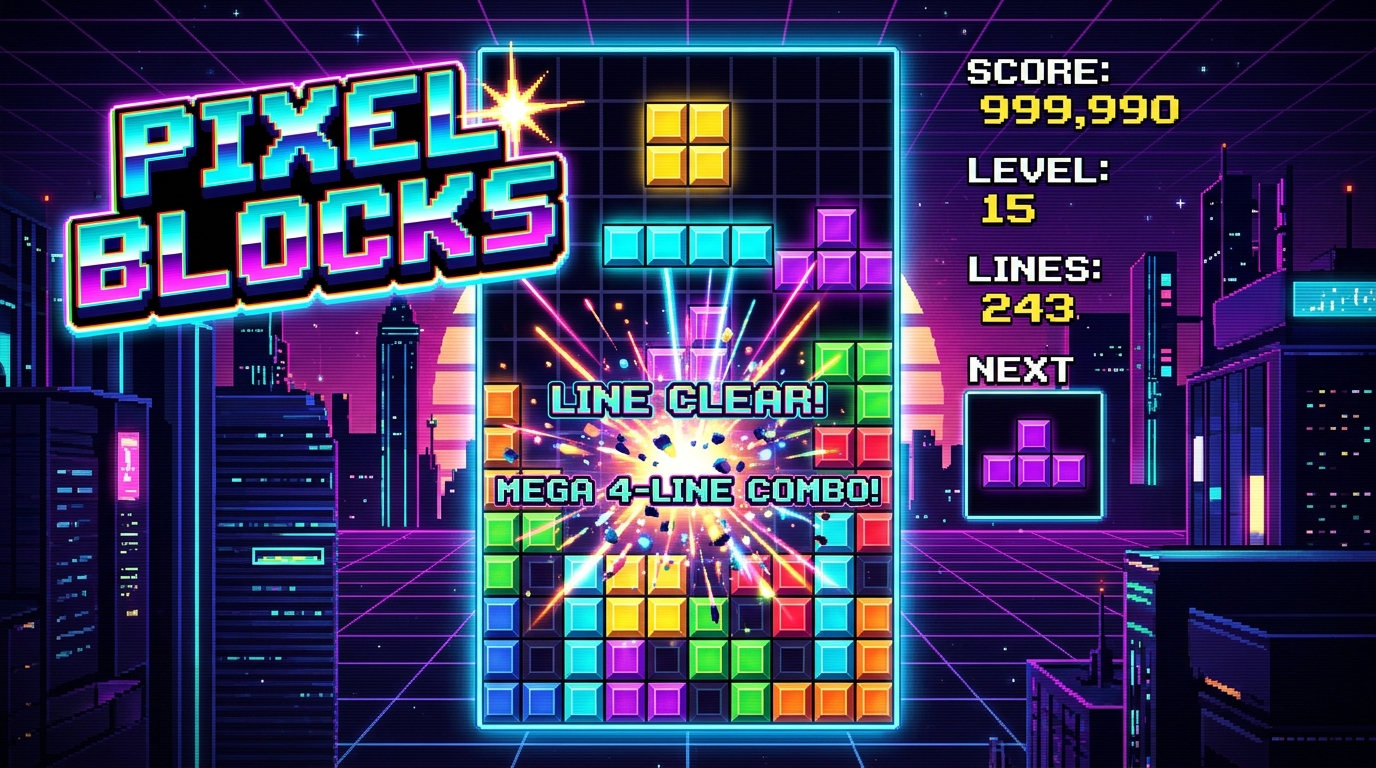 PIXEL
BLOCKS
LINE CLEAR!
MEGA 4-LINE COMBO!
SCORE:
999,990
LEVEL:
15
LINES:
243
NEXT